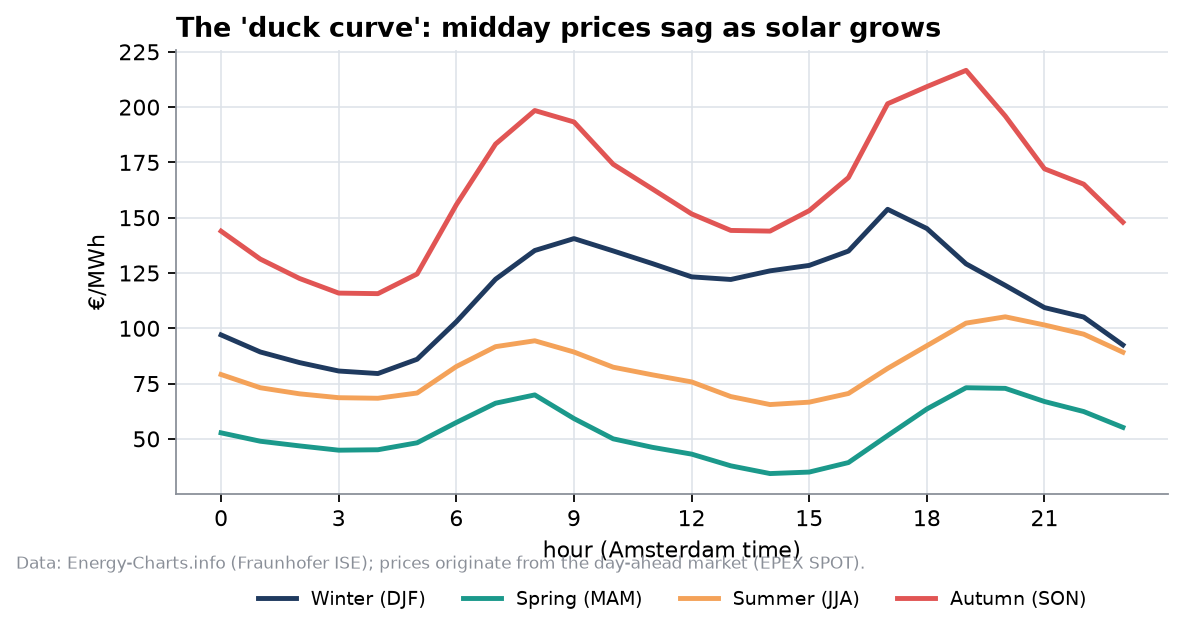 The 'duck curve': midday prices sag as solar grows
225
200
175
150
125
100
75
50
€/MWh
0 3 6 9 12 15 18 21
hour (Amsterdam time)
Data: Energy-Charts.info (Fraunhofer ISE); prices originate from the day-ahead market (EPEX SPOT).
Winter (DJF) Spring (MAM) Summer (JJA) Autumn (SON)